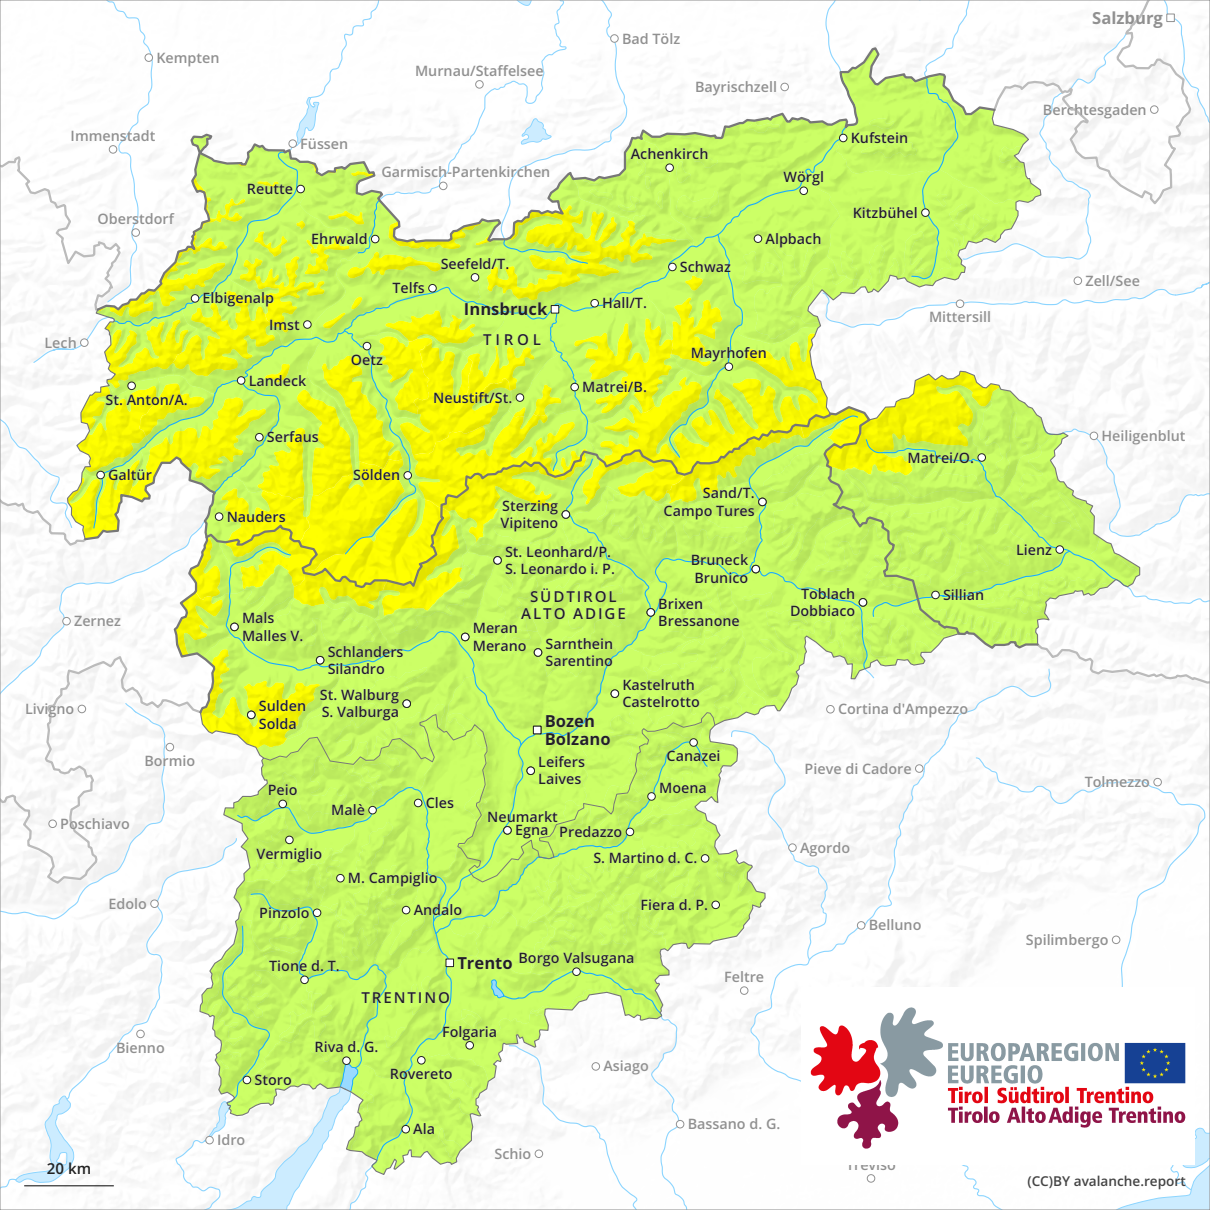 Salzburg
Bad Tölz
Kempten
Murnau/Staffelsee
Bayrischzell
Berchtesgaden
Immenstadt
Füssen
Kufstein
Achenkirch
Garmisch-Partenkirchen
Wörgl
Reutte
Kitzbühel
Oberstdorf
Ehrwald
Alpbach
Seefeld/T.
Schwaz
Zell/See
Telfs
Elbigenalp
Hall/T.
Innsbruck
Mittersill
Imst
TIROL
Lech
Mayrhofen
Oetz
Landeck
Matrei/B.
St. Anton/A.
Neustift/St.
Serfaus
Heiligenblut
Matrei/O.
Galtür
Sölden
Sand/T.
Campo Tures
Sterzing
Vipiteno
Nauders
St. Leonhard/P.
S. Leonardo i. P.
Lienz
Bruneck
Brunico
SÜDTIROL
ALTO ADIGE
Toblach
Dobbiaco
Sillian
Brixen
Bressanone
Zernez
Mals
Malles V.
Meran
Merano
Sarnthein
Sarentino
Schlanders
Silandro
Kastelruth
Castelrotto
St. Walburg
S. Valburga
Livigno
Sulden
Solda
Cortina d'Ampezzo
Bozen
Bolzano
Bormio
Canazei
Leifers
Laives
Pieve di Cadore
Tolmezzo
Peio
Moena
Malè
Cles
Neumarkt
Egna
Predazzo
Poschiavo
Vermiglio
Agordo
S. Martino d. C.
M. Campiglio
Edolo
Pinzolo
Andalo
Fiera d. P.
Belluno
Spilimbergo
Trento
Borgo Valsugana
Tione d. T.
Feltre
TRENTINO
Folgaria
Bienno
Riva d. G.
Rovereto
Asiago
Storo
EUROPAREGION
EUREGIO
Tirol Südtirol Trentino
Tirolo Alto Adige Trentino
Ala
Bassano d. G.
Idro
Schio
Treviso
20 km
(CC)BY avalanche.report